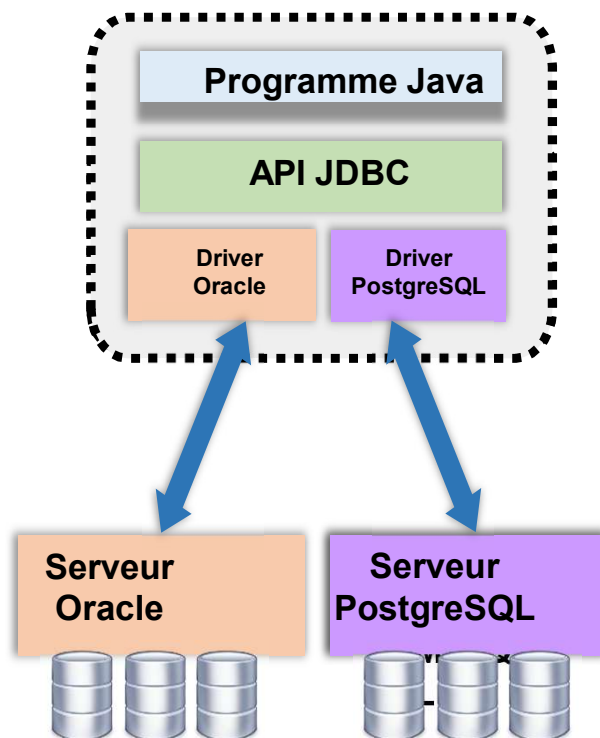 Programme Java
API JDBC
Driver
Oracle
Driver
PostgreSQL
Serveur
Oracle
Serveur
PostgreSQL